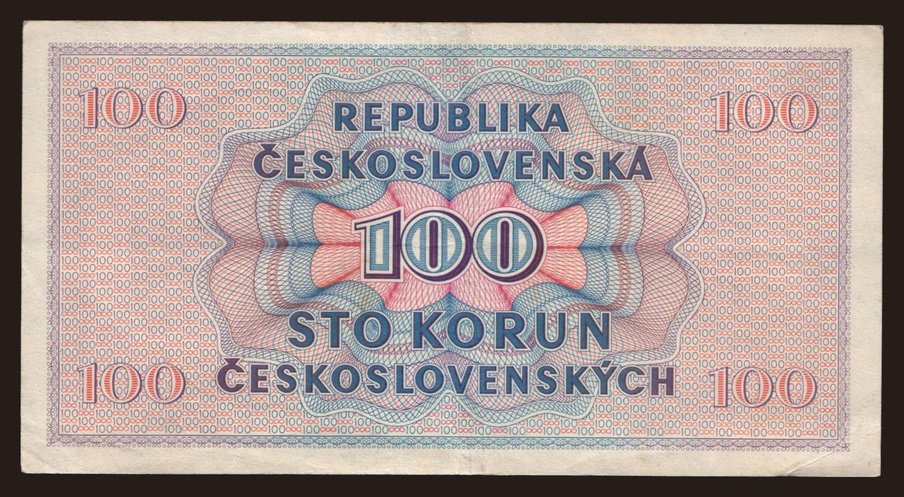 100 100
REPUBLIKA
ČESKOSLOVENSKÁ
100
STO KORUN
ČESKOSLOVENSKÝCH
100 100